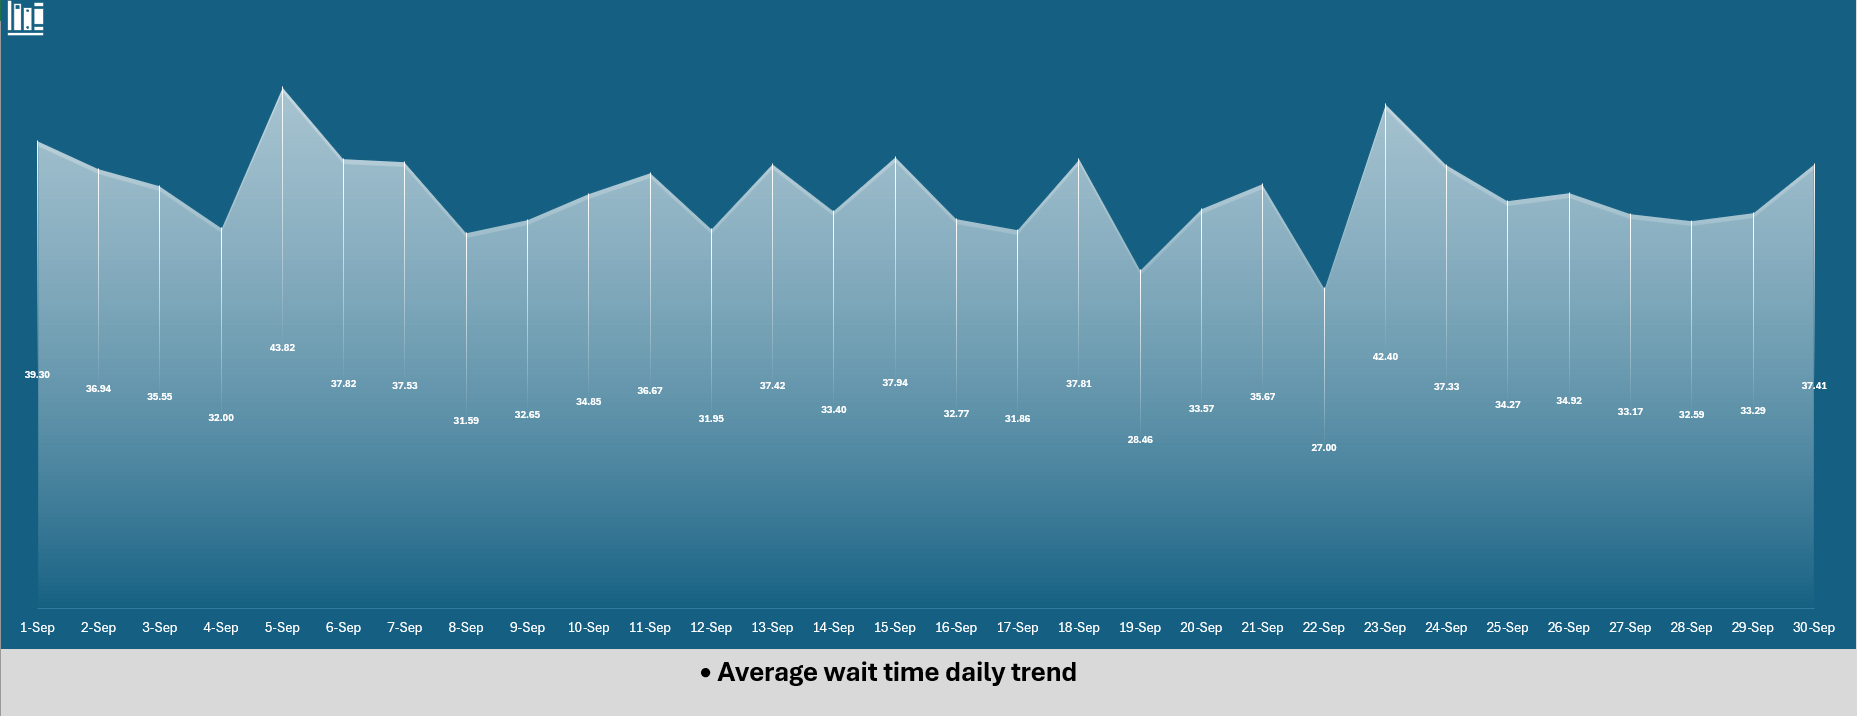 39.30 36.94 35.55 32.00 43.82 37.82 37.53 31.59 32.65 34.85 36.67 31.95 37.42 33.40 37.94 32.77 31.86 37.81 28.46 33.57 35.67 27.00 42.40 37.33 34.27 34.92 33.17 32.59 33.29 37.41
1-Sep 2-Sep 3-Sep 4-Sep 5-Sep 6-Sep 7-Sep 8-Sep 9-Sep 10-Sep 11-Sep 12-Sep 13-Sep 14-Sep 15-Sep 16-Sep 17-Sep 18-Sep 19-Sep 20-Sep 21-Sep 22-Sep 23-Sep 24-Sep 25-Sep 26-Sep 27-Sep 28-Sep 29-Sep 30-Sep
• Average wait time daily trend